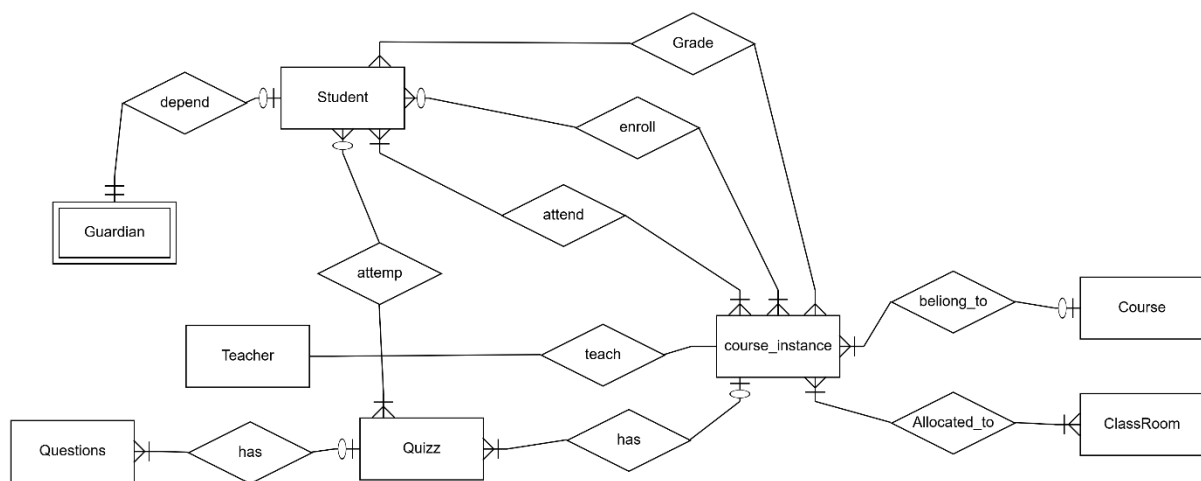 Grade
Student
depend
enroll
attend
Guardian
attemp
beliong_to
Course
Teacher
teach
course_instance
Allocated_to
ClassRoom
Questions
has
Quizz
has